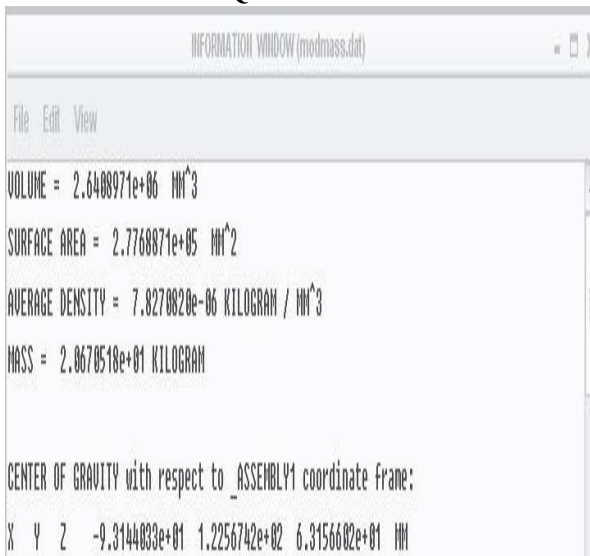 INFORMATION WINDOW (modmass.dat)
File Edit View
VOLUME = 2.6408971e+06 MM^3
SURFACE AREA = 2.7768871e+05 MM^2
AVERAGE DENSITY = 7.8270820e-06 KILOGRAM / MM^3
MASS = 2.0670518e+01 KILOGRAM
CENTER OF GRAVITY with respect to _ASSEMBLY1 coordinate frame:
X Y Z -9.3144033e+01 1.2256742e+02 6.3156602e+01 MM